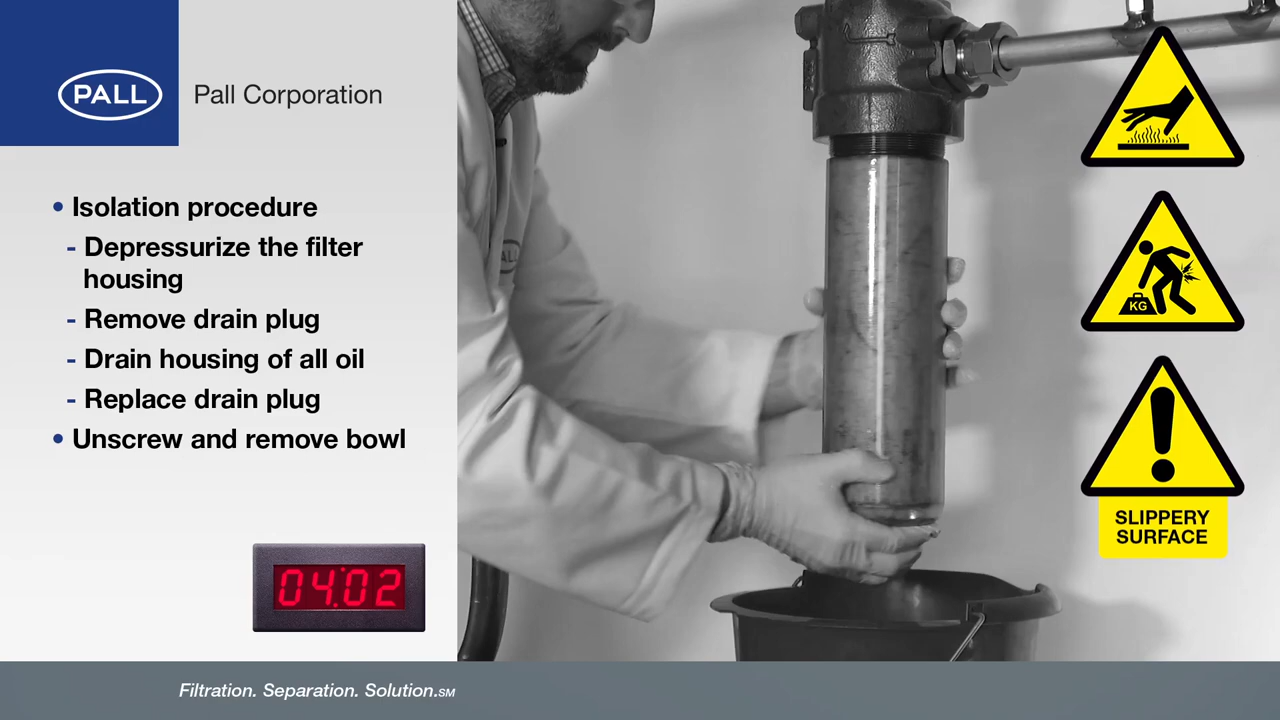 PALL
Pall Corporation
• Isolation procedure
- Depressurize the filter
housing
- Remove drain plug
- Drain housing of all oil
- Replace drain plug
• Unscrew and remove bowl
04:02
KG
SLIPPERY
SURFACE
Filtration. Separation. Solution.SM